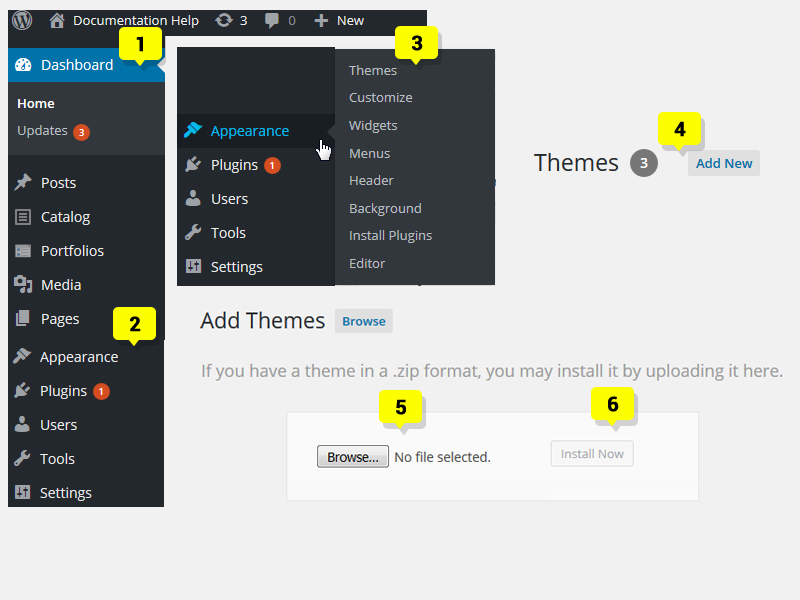 Documentation Help 3 0 New
1
Dashboard
Home
Updates 3
Posts
Catalog
Portfolios
Media
Pages
2
Appearance
Plugins 1
Users
Tools
Settings
Appearance
Plugins 1
Users
Tools
Settings
3
Themes
Customize
Widgets
Menus
Header
Background
Install Plugins
Editor
4
Themes 3 Add New
Add Themes Browse
If you have a theme in a .zip format, you may install it by uploading it here.
5
6
Browse... No file selected. Install Now